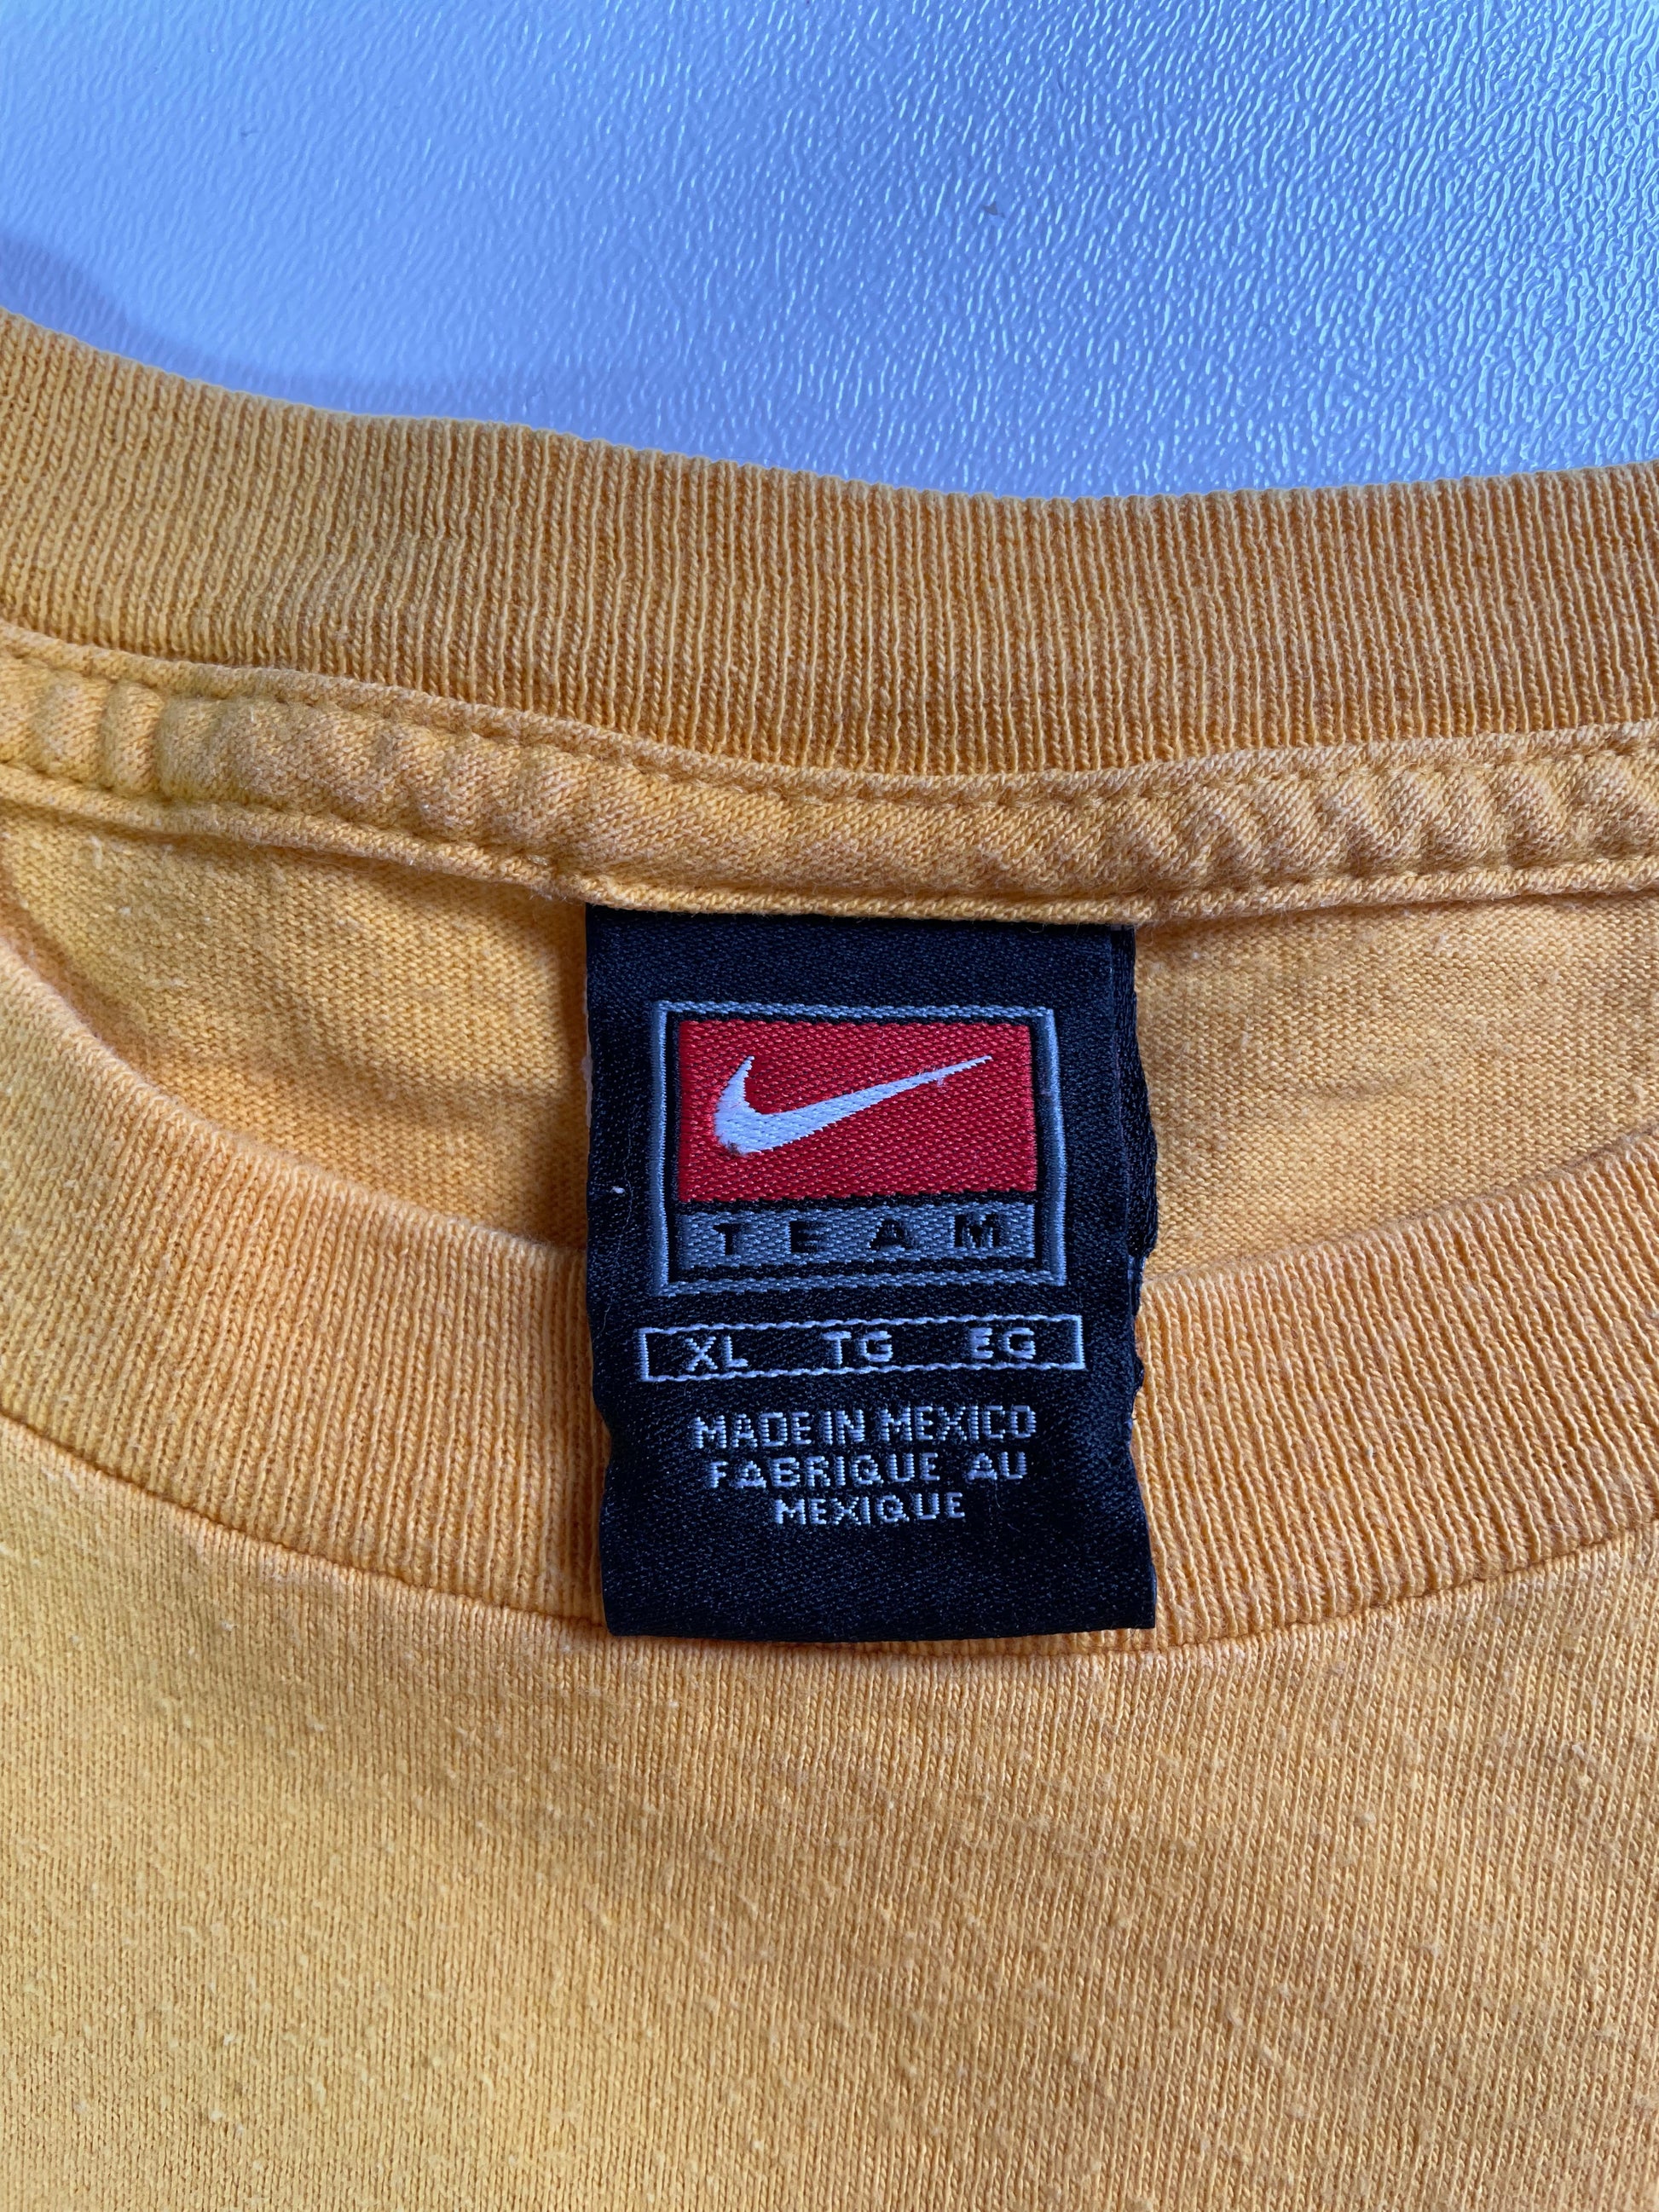 TEAM
XL TG EG
MADE IN MEXICO
FABRIQUE AU
MEXIQUE